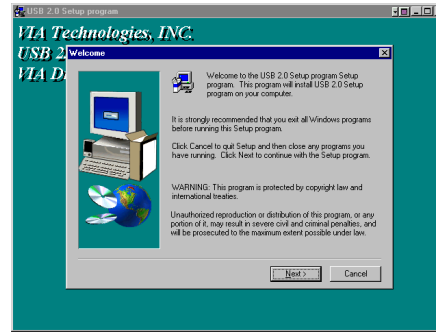 USB 2.0 Setup program
VIA Technologies, INC.
USB 2
VIA D
Welcome
Welcome to the USB 2.0 Setup program Setup
program. This program will install USB 2.0 Setup
program on your computer.
It is strongly recommended that you exit all Windows programs
before running this Setup program.
Click Cancel to quit Setup and then close any programs you
have running. Click Next to continue with the Setup program.
WARNING: This program is protected by copyright law and
international treaties.
Unauthorized reproduction or distribution of this program, or any
portion of it, may result in severe civil and criminal penalties, and
will be prosecuted to the maximum extent possible under law.
Next >
Cancel